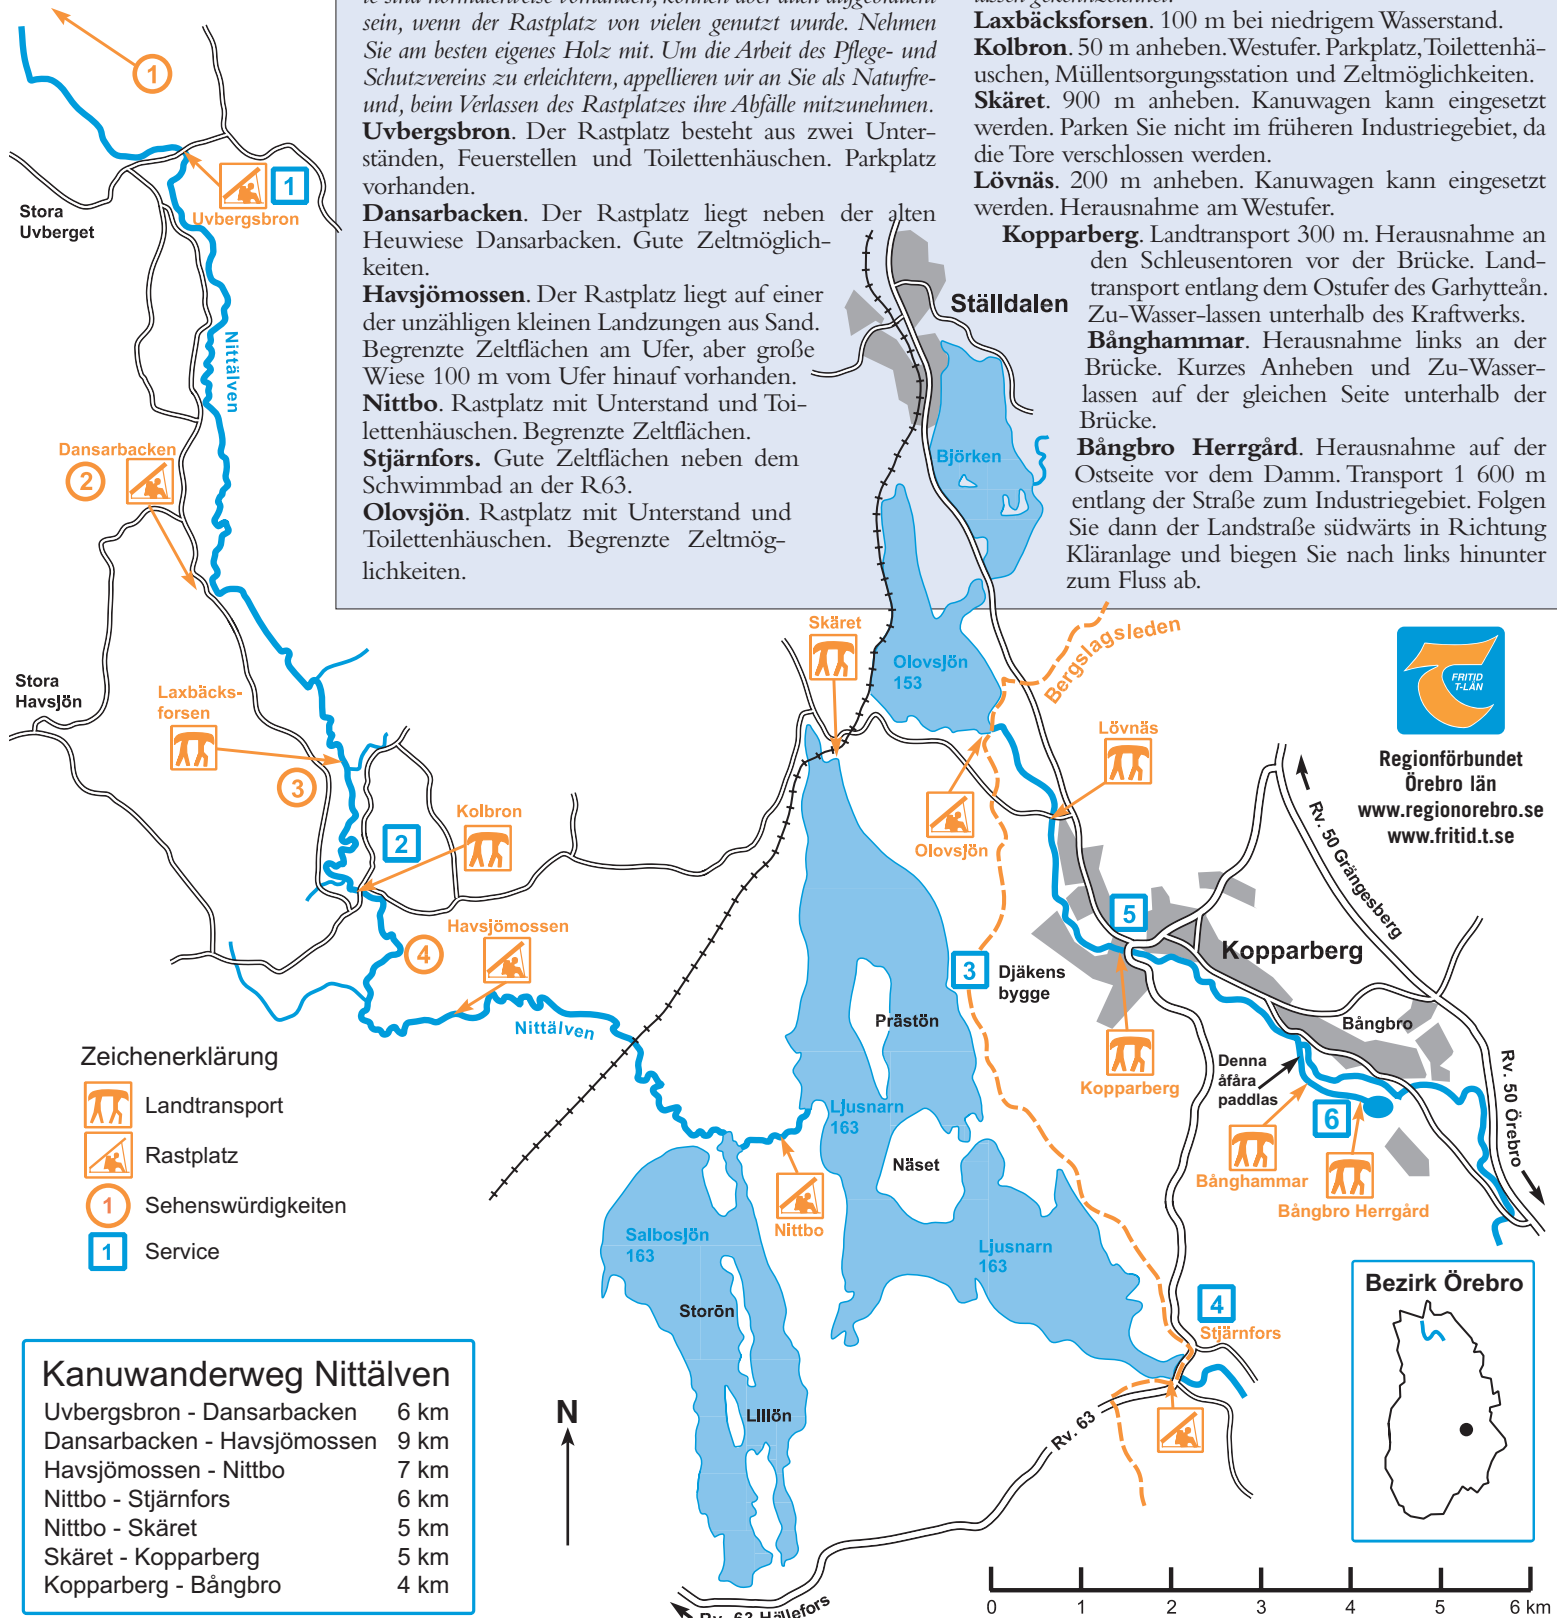 sein, wenn der Rastplatz von vielen genutzt wurde. Nehmen
Sie am besten eigenes Holz mit. Um die Arbeit des Pflege- und
Schutzvereins zu erleichtern, appellieren wir an Sie als Naturfre-
und, beim Verlassen des Rastplatzes ihre Abfälle mitzunehmen.
Uvbergsbron. Der Rastplatz besteht aus zwei Unter-
ständen, Feuerstellen und Toilettenhäuschen. Parkplatz
vorhanden.
Dansarbacken. Der Rastplatz liegt neben der alten
Heuwiese Dansarbacken. Gute Zeltmöglich-
keiten.
Havsjömossen. Der Rastplatz liegt auf einer
der unzähligen kleinen Landzungen aus Sand.
Begrenzte Zeltflächen am Ufer, aber große
Wiese 100 m vom Ufer hinauf vorhanden.
Nittbo. Rastplatz mit Unterstand und Toi-
lettenhäuschen. Begrenzte Zeltflächen.
Stjärnfors. Gute Zeltflächen neben dem
Schwimmbad an der R63.
Olovsjön. Rastplatz mit Unterstand und
Toilettenhäuschen. Begrenzte Zeltmög-
lichkeiten.
Laxbäcksforsen. 100 m bei niedrigem Wasserstand.
Kolbron. 50 m anheben. Westufer. Parkplatz, Toilettenhä-
uschen, Müllentsorgungsstation und Zeltmöglichkeiten.
Skäret. 900 m anheben. Kanuwagen kann eingesetzt
werden. Parken Sie nicht im früheren Industriegebiet, da
die Tore verschlossen werden.
Lövnäs. 200 m anheben. Kanuwagen kann eingesetzt
werden. Herausnahme am Westufer.
Kopparberg. Landtransport 300 m. Herausnahme an
den Schleusentoren vor der Brücke. Land-
transport entlang dem Ostufer des Garhytteån.
Zu-Wasser-lassen unterhalb des Kraftwerks.
Bånghammar. Herausnahme links an der
Brücke. Kurzes Anheben und Zu-Wasser-
lassen auf der gleichen Seite unterhalb der
Brücke.
Bångbro Herrgård. Herausnahme auf der
Ostseite vor dem Damm. Transport 1 600 m
entlang der Straße zum Industriegebiet. Folgen
Sie dann der Landstraße südwärts in Richtung
Kläranlage und biegen Sie nach links hinunter
zum Fluss ab.
1
1
Uvbergsbron
Stora
Uvberget
Nittälven
Dansarbacken
2
Stora
Havsjön
Laxbäcks-
forsen
3
Kolbron
2
Havsjömossen
4
Nittälven
Ställdalen
Björken
Skäret
Olovsjön
153
Bergslagsleden
Lövnäs
Olovsjön
FRITID
T-LÄN
Regionförbundet
Örebro län
www.regionorebro.se
www.fritid.t.se
Rv. 50 Grängesberg
5
Kopparberg
3
Djäkens
bygge
Prästön
Bångbro
Kopparberg
Denna
åfåra
paddlas
Rv. 50 Örebro
6
Bånghammar
Bångbro Herrgård
Ljusnarn
163
Näset
Nittbo
Salbosjön
163
Ljusnarn
163
Storön
Lillön
4
Stjärnfors
Rv. 63
Rv. 63 Hällefors
Zeichenerklärung
Landtransport
Rastplatz
1 Sehenswürdigkeiten
1 Service
Kanuwanderweg Nittälven
Uvbergsbron - Dansarbacken 6 km
Dansarbacken - Havsjömossen 9 km
Havsjömossen - Nittbo 7 km
Nittbo - Stjärnfors 6 km
Nittbo - Skäret 5 km
Skäret - Kopparberg 5 km
Kopparberg - Bångbro 4 km
N
Bezirk Örebro
0 1 2 3 4 5 6 km